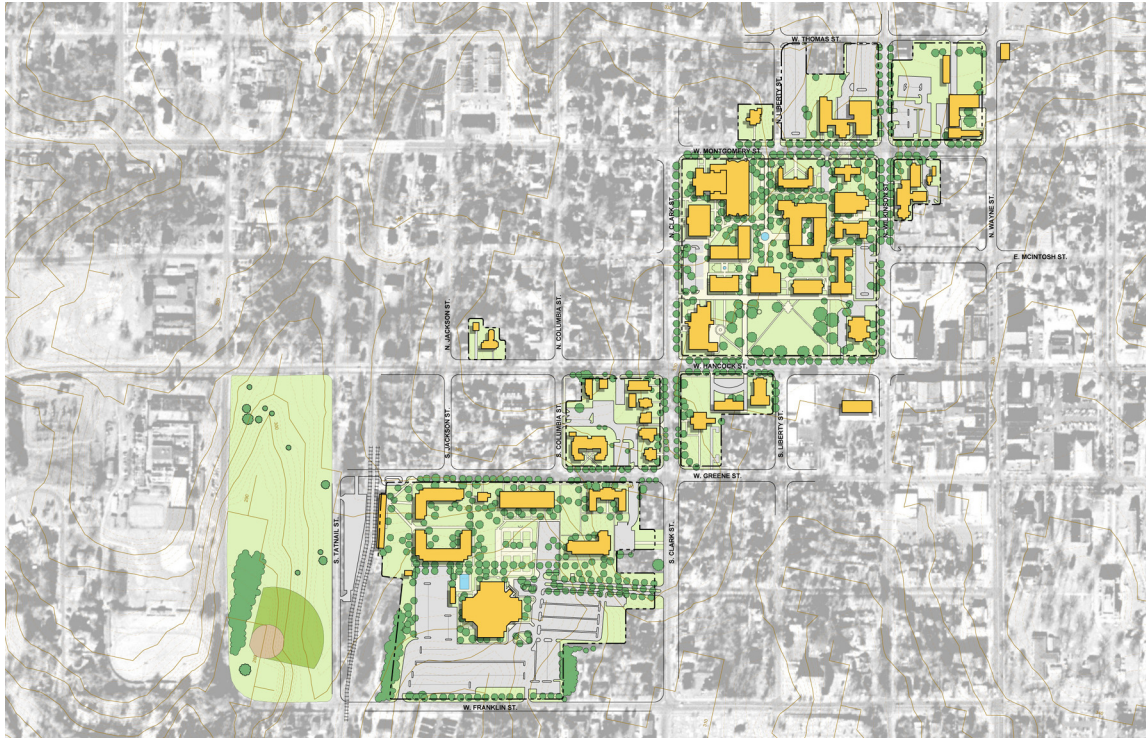 W. THOMAS ST.
N. LIBERTY ST.
W. MONTGOMERY ST.
N. CLARK ST.
N. WILKINSON ST.
N. WAYNE ST.
E. MCINTOSH ST.
N. JACKSON ST.
N. COLUMBIA ST.
W. HANCOCK ST.
S. JACKSON ST.
S. COLUMBIA ST.
S. LIBERTY ST.
W. GREENE ST.
S. TATNALL ST.
S. CLARK ST.
W. FRANKLIN ST.